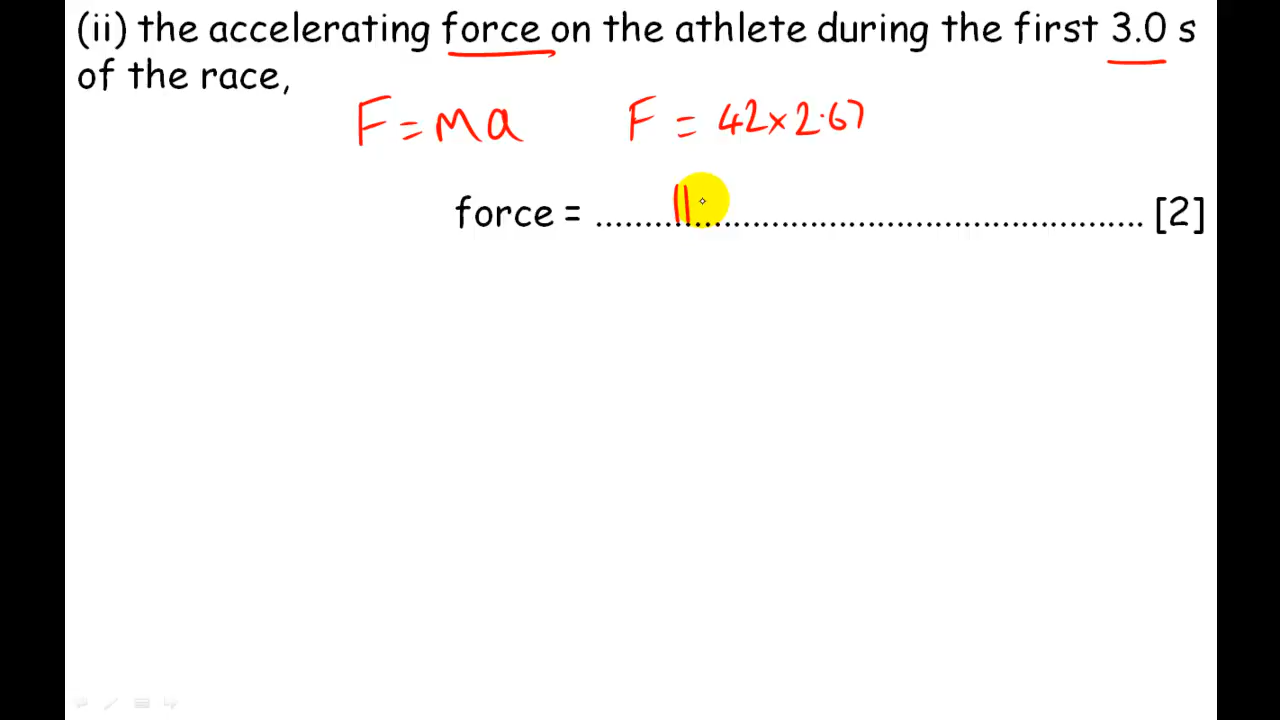 (ii) the accelerating force on the athlete during the first 3.0 s
of the race,
F = ma F = 42 × 2.67
force = ........11............................................. [2]